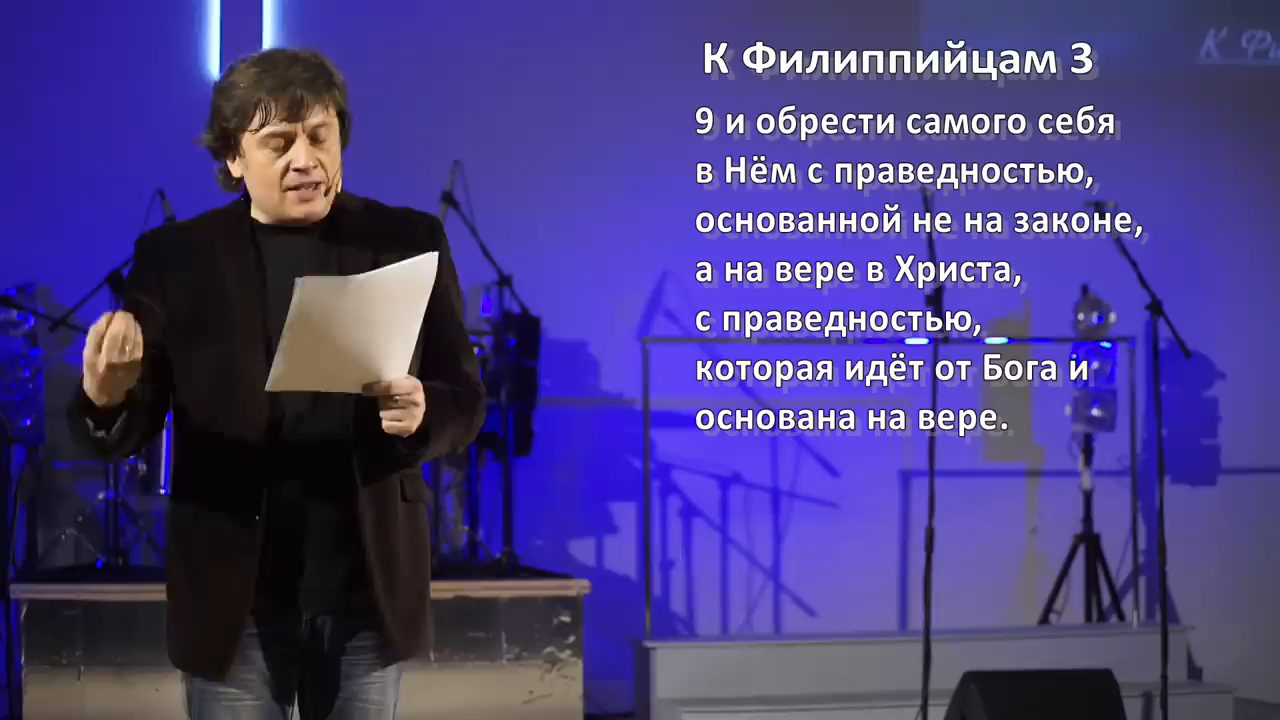 К Филиппийцам 3
9 и обрести самого себя
в Нём с праведностью,
основанной не на законе,
а на вере в Христа,
с праведностью,
которая идёт от Бога и
основана на вере.